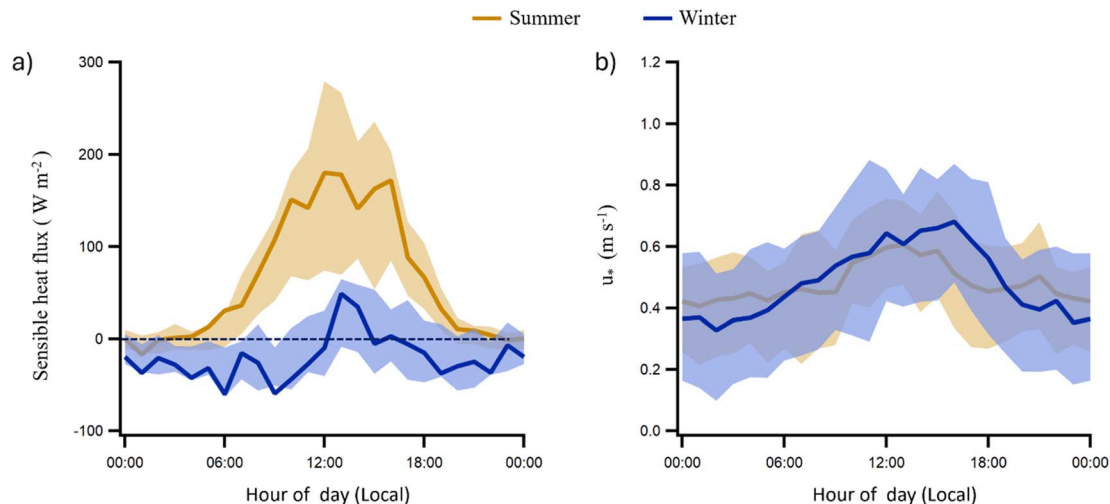 Summer Winter
a)
Sensible heat flux ( W m⁻²)
300
200
100
0
-100
00:00 06:00 12:00 18:00 00:00
Hour of day (Local)
b)
u* (m s⁻¹)
1.2
1.0
0.8
0.6
0.4
0.2
0.0
00:00 06:00 12:00 18:00 00:00
Hour of day (Local)